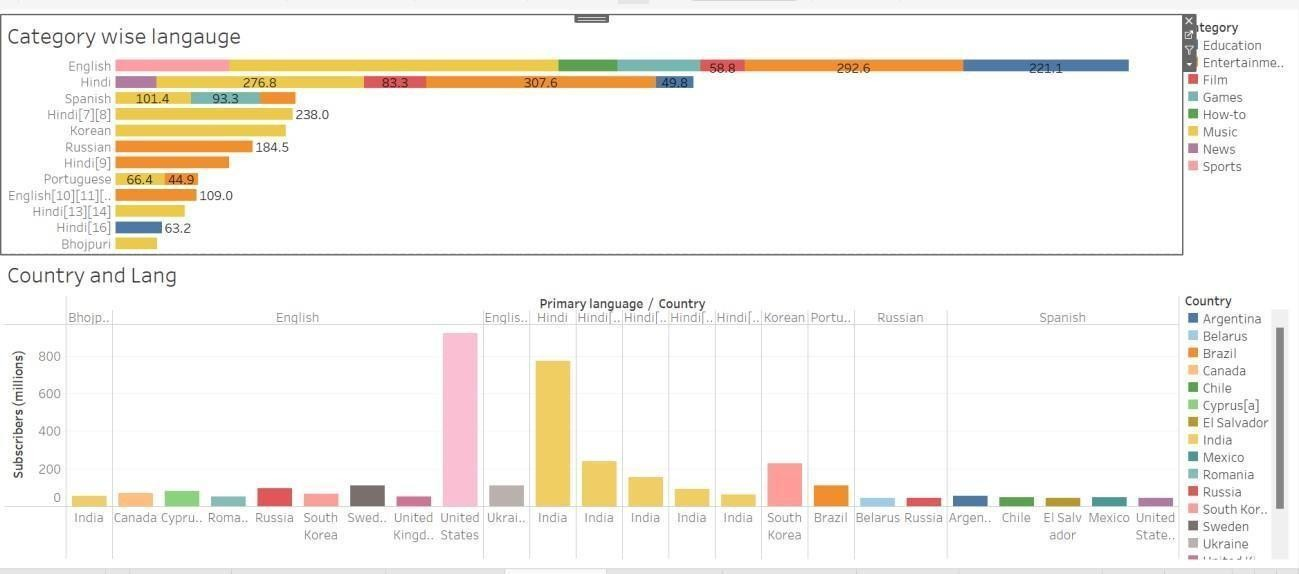 Category wise langauge
English 58.8 292.6 221.1
Hindi 276.8 83.3 307.6 49.8
Spanish 101.4 93.3
Hindi[7][8] 238.0
Korean
Russian 184.5
Hindi[9]
Portuguese 66.4 44.9
English[10][11][.. 109.0
Hindi[13][14]
Hindi[16] 63.2
Bhojpuri
tegory
Education
Entertainme..
Film
Games
How-to
Music
News
Sports
Country and Lang
Primary language / Country
Bhojp.. English Englis.. Hindi Hindi[.. Hindi[.. Hindi[.. Hindi[.. Korean Portu.. Russian Spanish
Subscribers (millions)
800
600
400
200
0
India Canada Cypru.. Roma.. Russia South Korea Swed.. United Kingd.. United States Ukrai.. India India India India India South Korea Brazil Belarus Russia Argen.. Chile El Salv ador Mexico United State..
Country
Argentina
Belarus
Brazil
Canada
Chile
Cyprus[a]
El Salvador
India
Mexico
Romania
Russia
South Kor..
Sweden
Ukraine